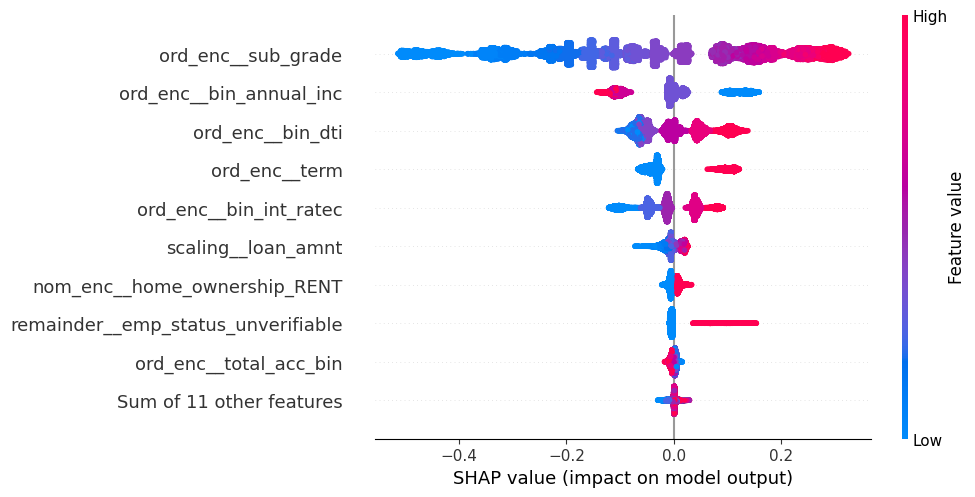 High
ord_enc__sub_grade
ord_enc__bin_annual_inc
ord_enc__bin_dti
ord_enc__term
ord_enc__bin_int_ratec
scaling__loan_amnt
nom_enc__home_ownership_RENT
remainder__emp_status_unverifiable
ord_enc__total_acc_bin
Sum of 11 other features
Feature value
Low
−0.4 −0.2 0.0 0.2
SHAP value (impact on model output)